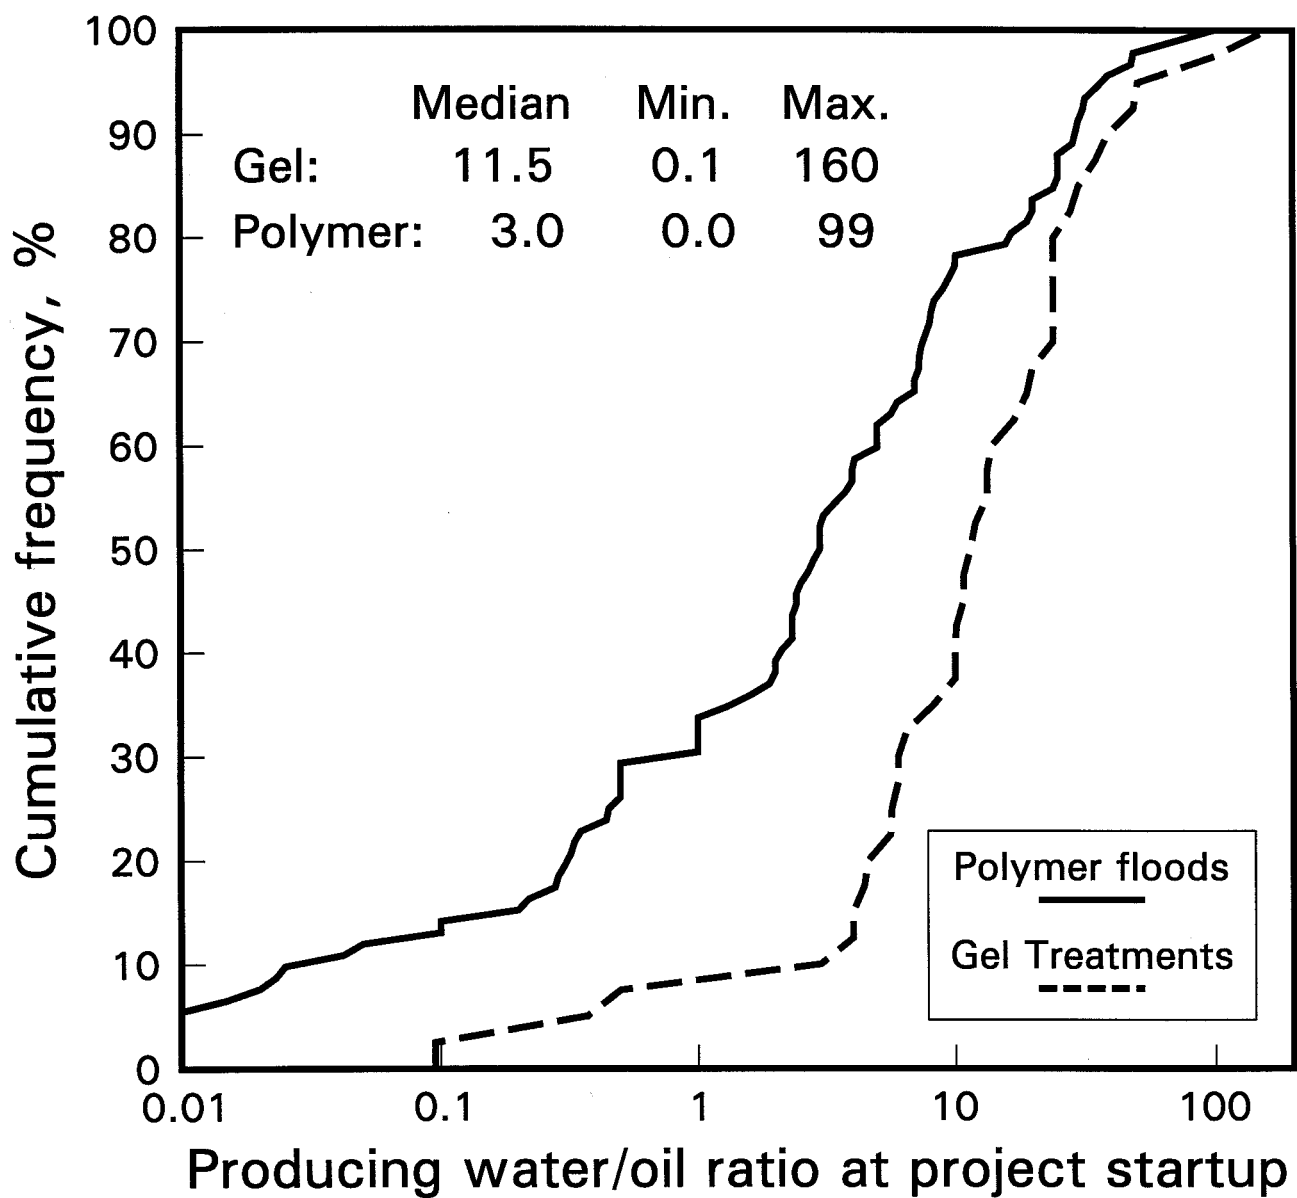 Median Min. Max.
Gel: 11.5 0.1 160
Polymer: 3.0 0.0 99
Cumulative frequency, %
100
90
80
70
60
50
40
30
20
10
0
Polymer floods
Gel Treatments
0.01 0.1 1 10 100
Producing water/oil ratio at project startup